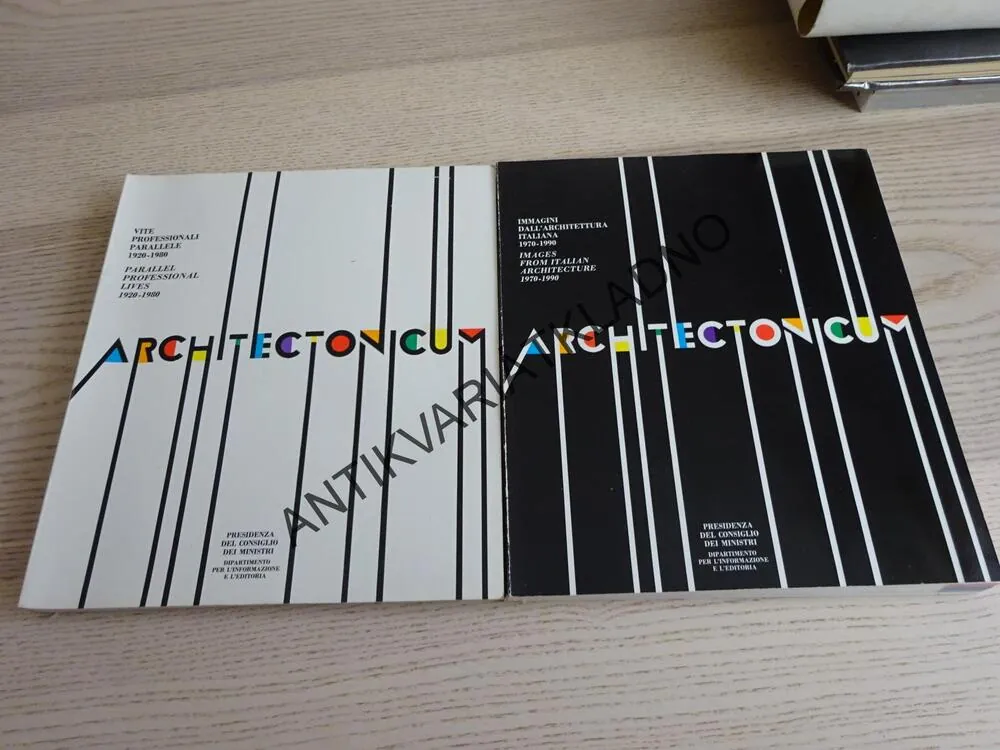 VITE
PROFESSIONALI
PARALLELE
1920-1980
PARALLEL
PROFESSIONAL
LIVES
1920-1980
ARCHITECTONICUM
PRESIDENZA
DEL CONSIGLIO
DEI MINISTRI
DIPARTIMENTO
PER L'INFORMAZIONE
E L'EDITORIA
IMMAGINI
DALL'ARCHITETTURA
ITALIANA
1970-1990
IMAGES
FROM ITALIAN
ARCHITECTURE
1970-1990
ARCHITECTONICUM
PRESIDENZA
DEL CONSIGLIO
DEI MINISTRI
DIPARTIMENTO
PER L'INFORMAZIONE
E L'EDITORIA
ANTIKVARIATKLADNO